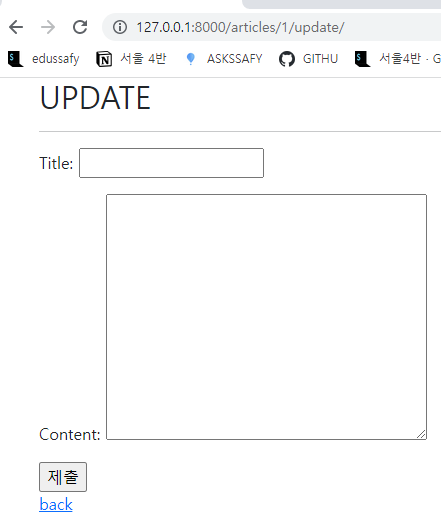 127.0.0.1:8000/articles/1/update/
edussafy 서울 4반 ASKSSAFY GITHU 서울4반 · G
UPDATE
Title:
Content:
제출
back